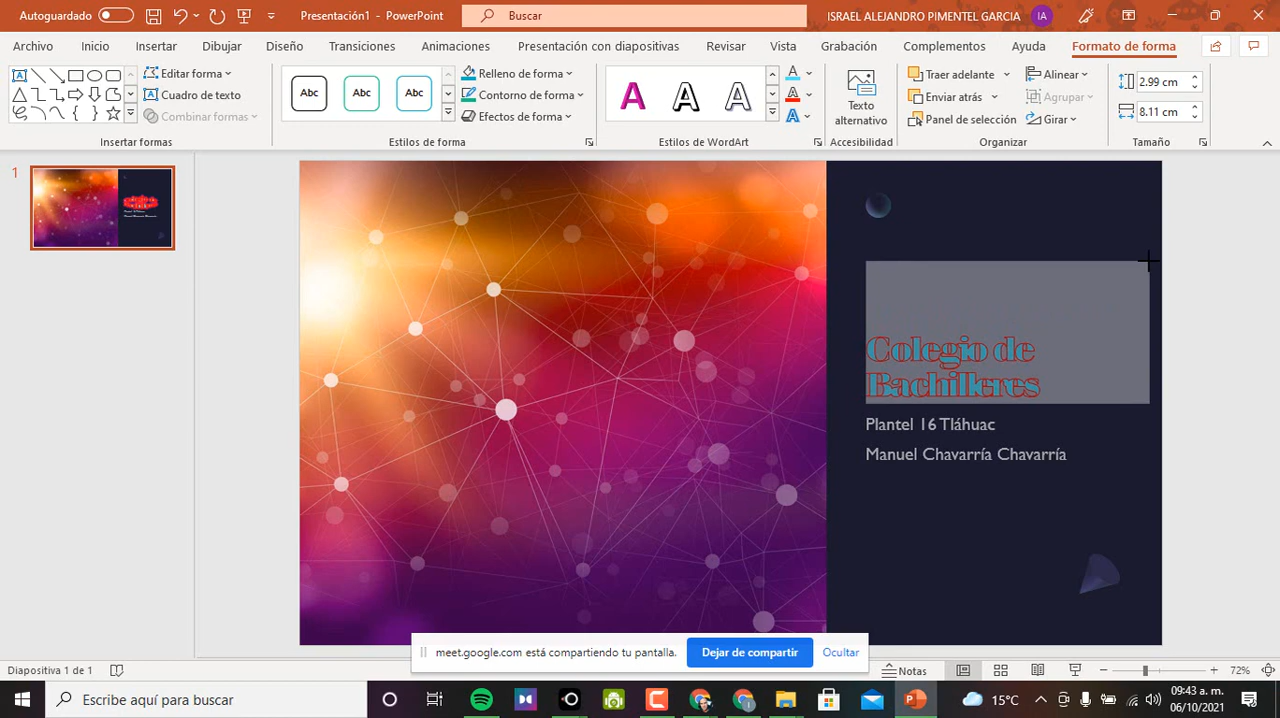 Autoguardado
Presentación1 - PowerPoint
Buscar
ISRAEL ALEJANDRO PIMENTEL GARCIA
IA
Archivo
Inicio
Insertar
Dibujar
Diseño
Transiciones
Animaciones
Presentación con diapositivas
Revisar
Vista
Grabación
Complementos
Ayuda
Formato de forma
Editar forma
Cuadro de texto
Combinar formas
Insertar formas
Abc
Abc
Abc
Relleno de forma
Contorno de forma
Efectos de forma
Estilos de forma
A
A
A
A
A
A
Estilos de WordArt
Texto
alternativo
Accesibilidad
Traer adelante
Enviar atrás
Panel de selección
Alinear
Agrupar
Girar
Organizar
2.99 cm
8.11 cm
Tamaño
1
Colegio de
Bachilleres
Plantel 16 Tláhuac
Manuel Chavarría Chavarría
meet.google.com está compartiendo tu pantalla.
Dejar de compartir
Ocultar
Diapositiva 1 de 1
Notas
72%
Escribe aquí para buscar
15°C
09:43 a. m.
06/10/2021